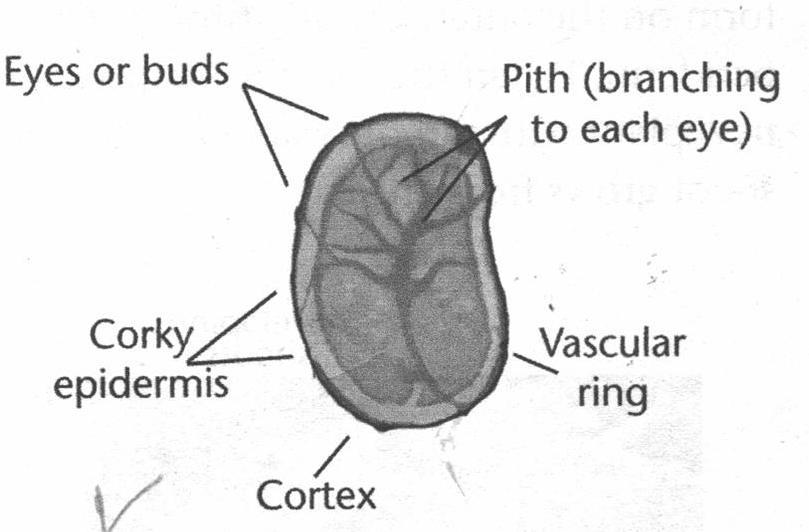 Eyes or buds
Pith (branching
to each eye)
Corky
epidermis
Vascular
ring
Cortex